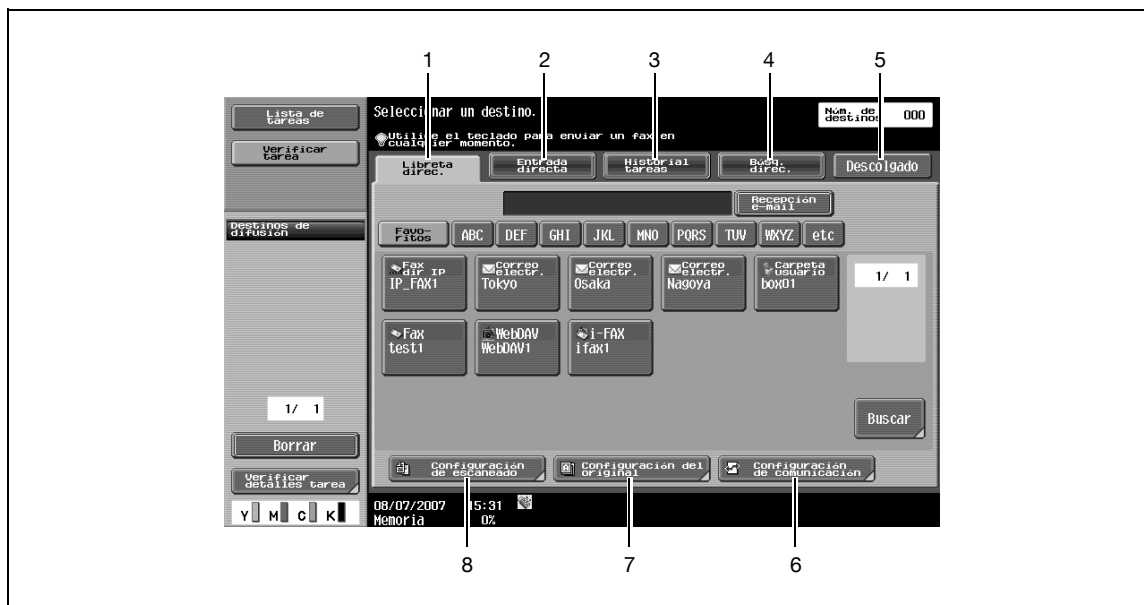 1 2 3 4 5
Lista de
tareas
Verificar
tarea
Destinos de
difusión
1/ 1
Borrar
Verificar
detalles tarea
Y M C K
Seleccionar un destino.
Utilice el teclado para enviar un fax en
cualquier momento.
Núm. de
destinos 000
Libreta
direc.
Entrada
directa
Historial
tareas
Búsq.
direc.
Descolgado
Recepción
e-mail
Favo-
ritos ABC DEF GHI JKL MNO PQRS TUV WXYZ etc
Fax
dir IP
IP_FAX1
Correo
electr.
Tokyo
Correo
electr.
Osaka
Correo
electr.
Nagoya
Carpeta
usuario
box01
1/ 1
Fax
test1
WebDAV
WebDAV1
i-FAX
ifax1
Buscar
Configuración
de escaneado
Configuración del
original
Configuración
de comunicación
08/07/2007 15:31
Memoria 0%
8 7 6